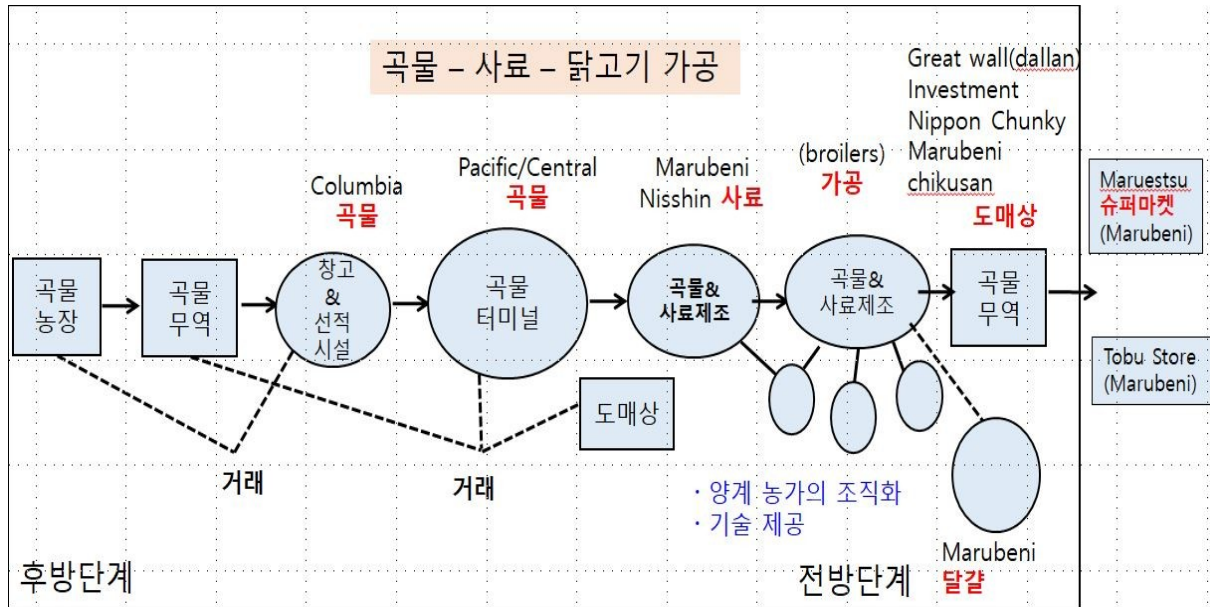 곡물 – 사료 – 닭고기 가공
Great wall(dallan)
Investment
Nippon Chunky
Marubeni
chikusan
도매상
Columbia
곡물
Pacific/Central
곡물
Marubeni
Nisshin 사료
(broilers)
가공
Maruestsu
슈퍼마켓
(Marubeni)
곡물
농장
곡물
무역
창고
&
선적
시설
곡물
터미널
곡물&
사료제조
곡물&
사료제조
곡물
무역
Tobu Store
(Marubeni)
도매상
거래
거래
· 양계 농가의 조직화
· 기술 제공
Marubeni
달걀
후방단계
전방단계